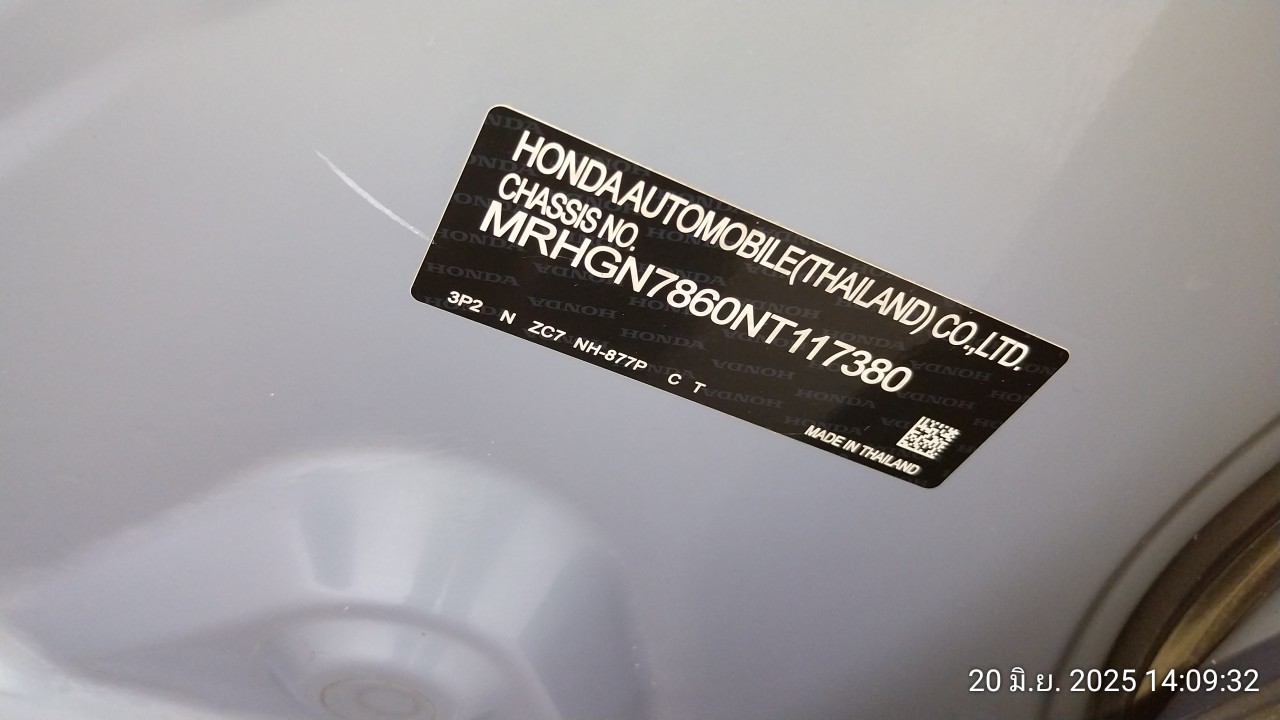 HONDA AUTOMOBILE (THAILAND) CO.,LTD.
CHASSIS NO.
MRHGN7860NT117380
3P2 N ZC7 NH-877P C T
MADE IN THAILAND
20 มิ.ย. 2025 14:09:32